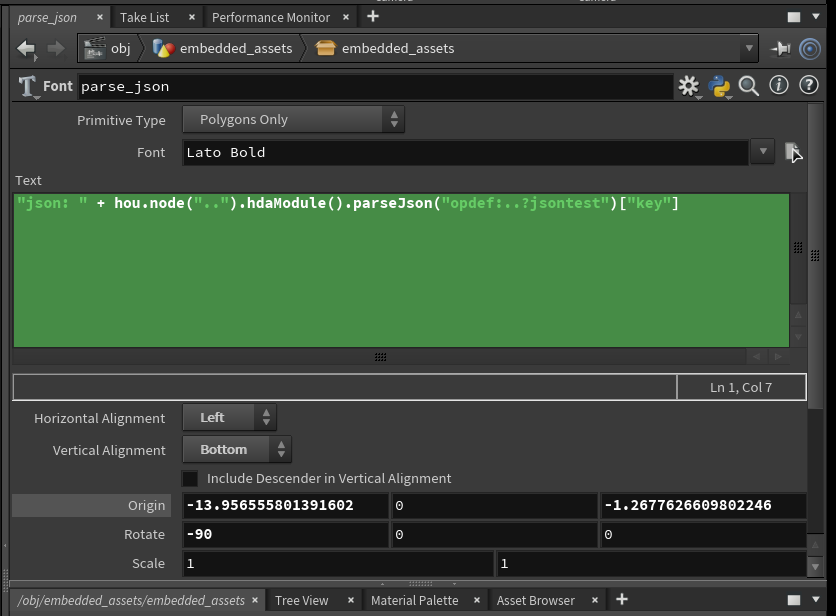 parse_json × Take List × Performance Monitor × +
obj embedded_assets embedded_assets
Font parse_json
Primitive Type Polygons Only
Font Lato Bold
Text
"json: " + hou.node("..").hdaModule().parseJson("opdef:..?jsontest")["key"]
Ln 1, Col 7
Horizontal Alignment Left
Vertical Alignment Bottom
Include Descender in Vertical Alignment
Origin -13.956555801391602 0 -1.2677626609802246
Rotate -90 0 0
Scale 1 1
/obj/embedded_assets/embedded_assets × Tree View × Material Palette × Asset Browser × +